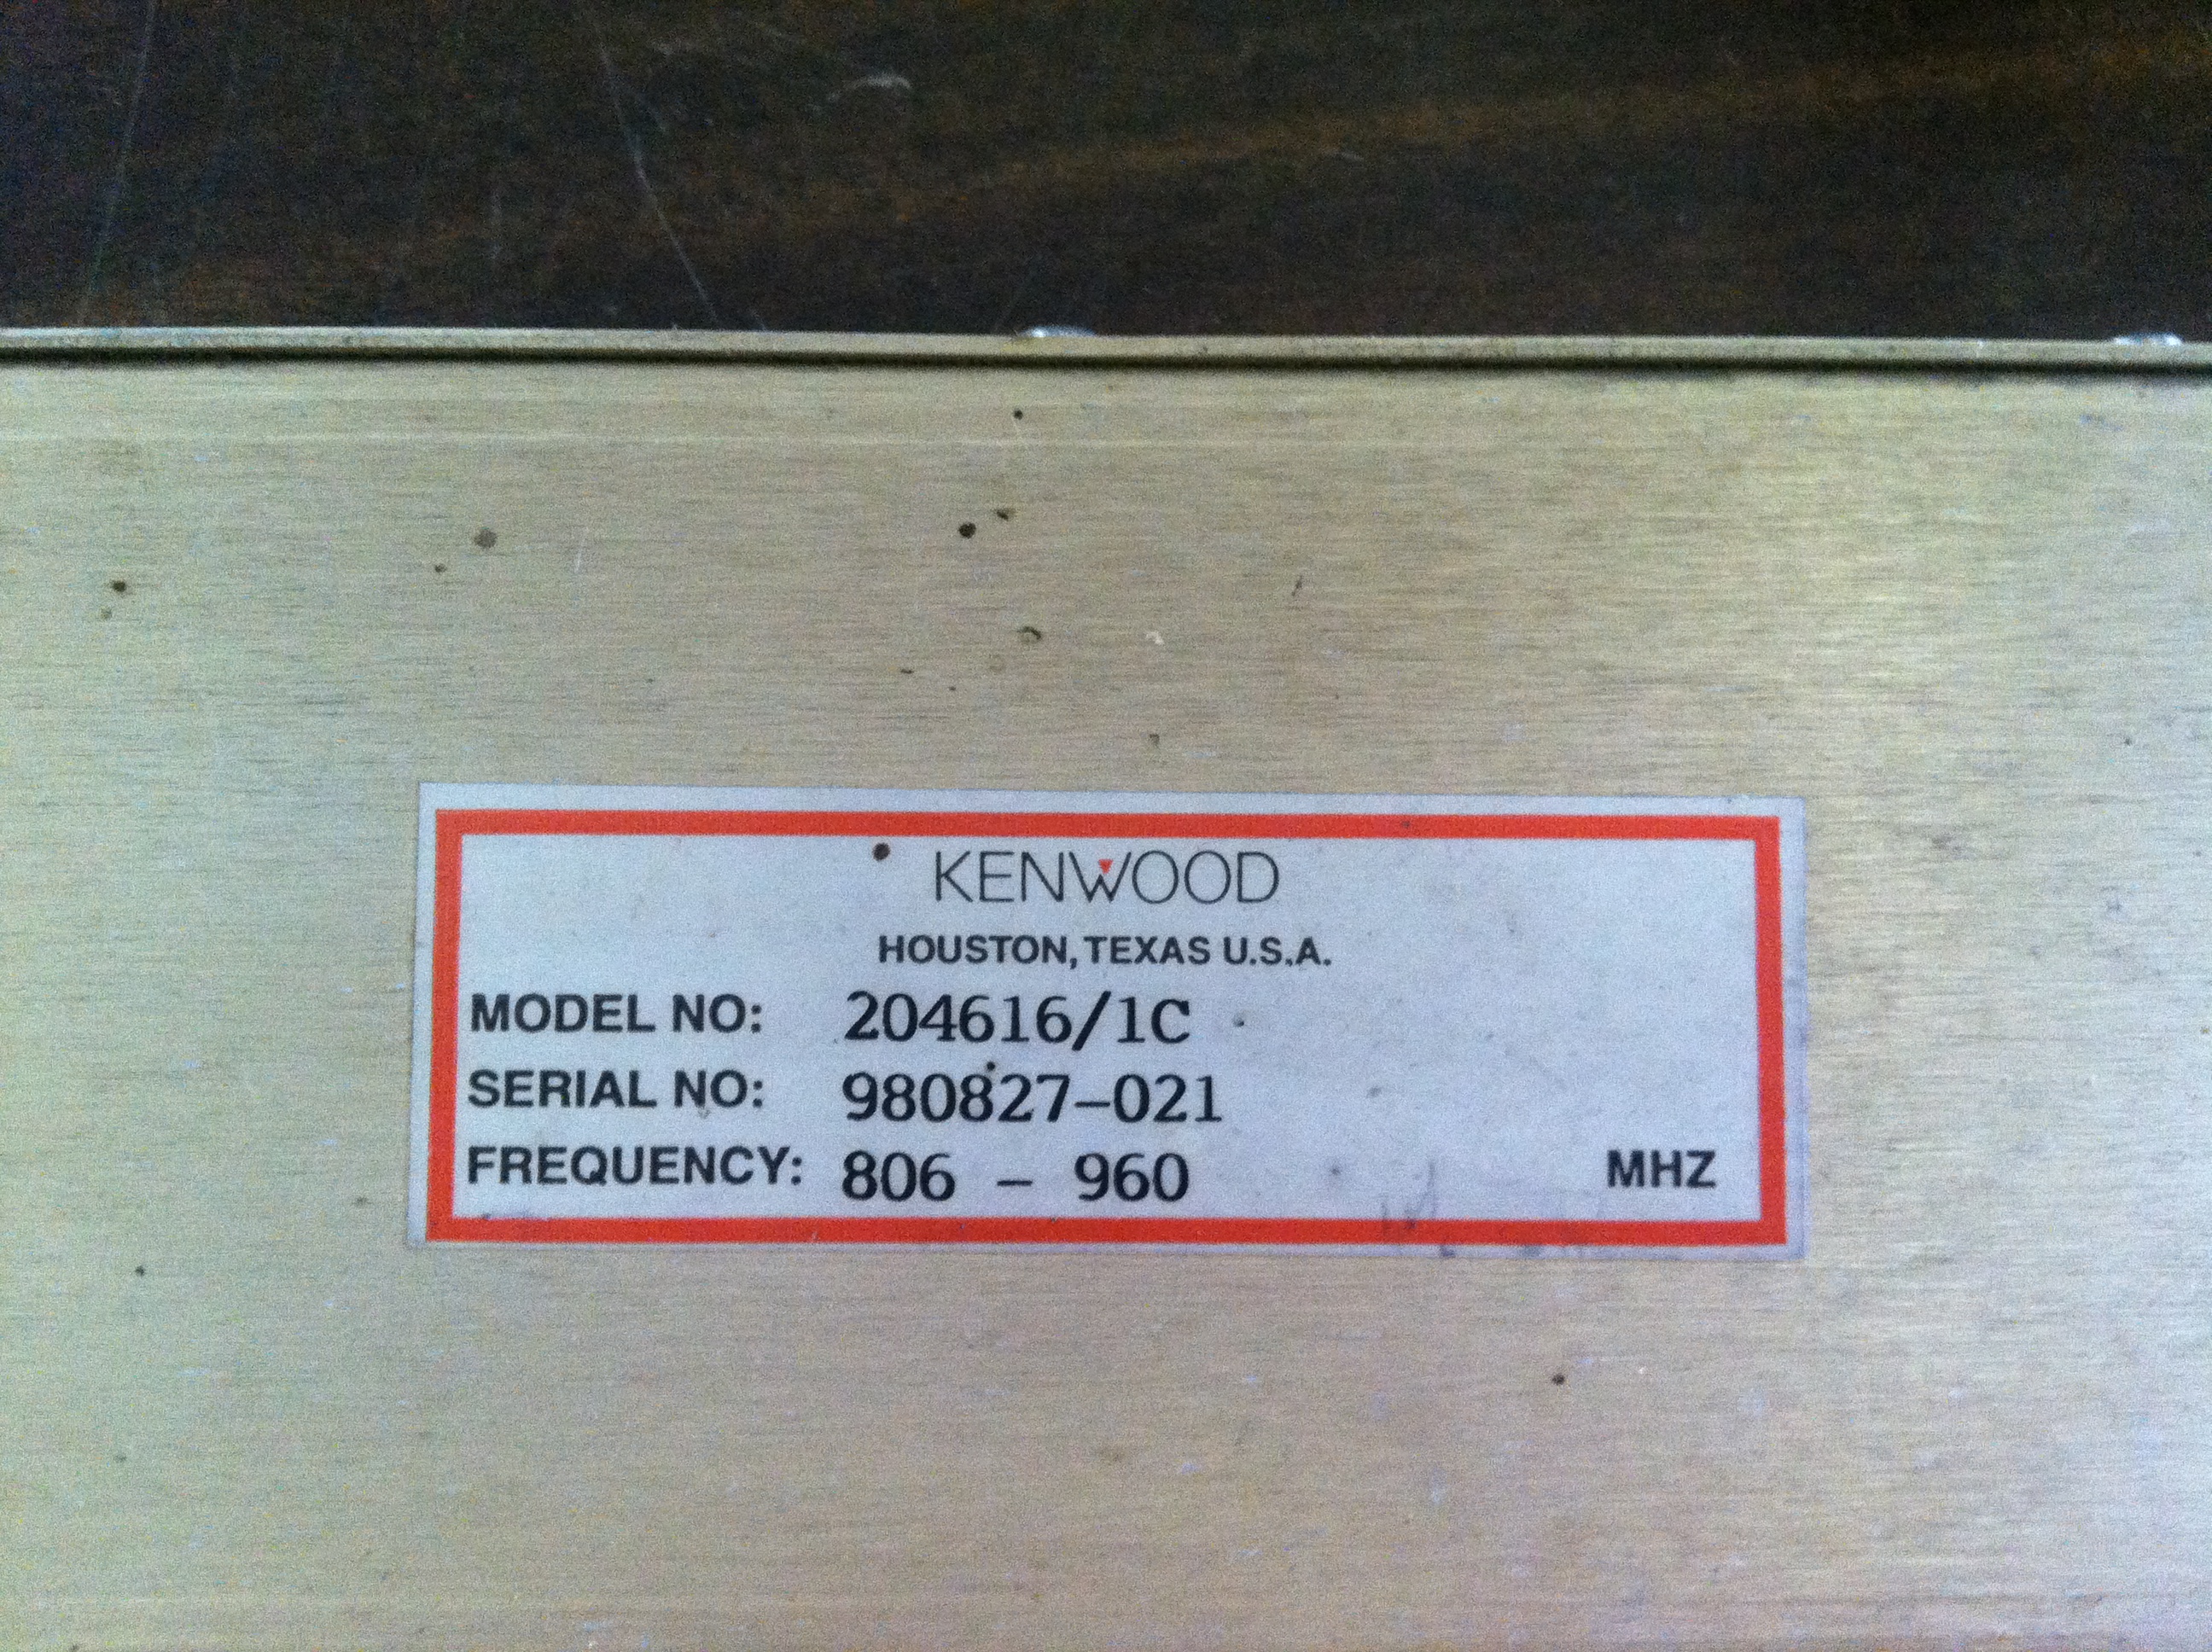 KENWOOD
HOUSTON, TEXAS U.S.A.
MODEL NO: 204616/1C
SERIAL NO: 980827-021
FREQUENCY: 806 - 960 MHZ